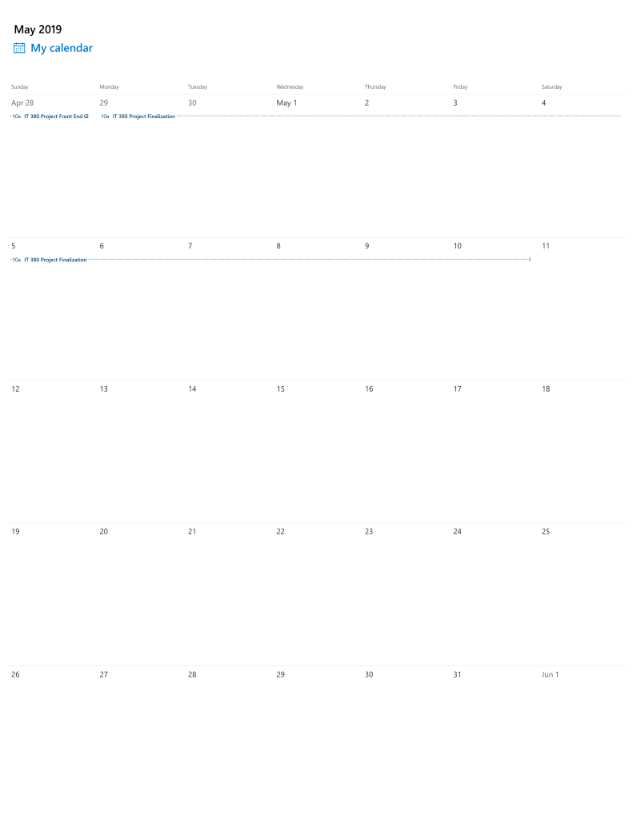 May 2019
My calendar
Sunday Monday Tuesday Wednesday Thursday Friday Saturday
Apr 28 29 30 May 1 2 3 4
10a IT 380 Project Front End 10a IT 380 Project Finalization
5 6 7 8 9 10 11
10a IT 380 Project Finalization
12 13 14 15 16 17 18
19 20 21 22 23 24 25
26 27 28 29 30 31 Jun 1